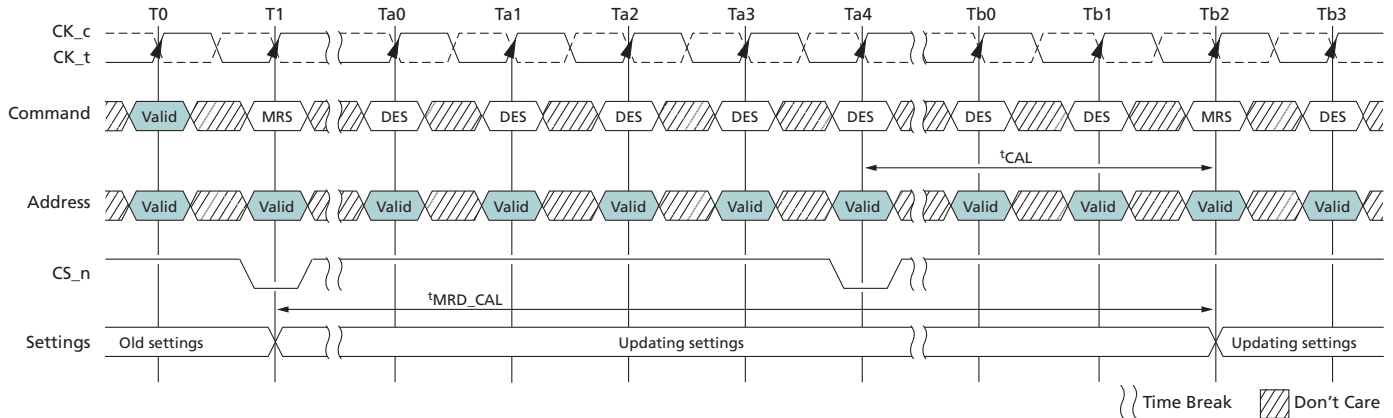 T0 T1 Ta0 Ta1 Ta2 Ta3 Ta4 Tb0 Tb1 Tb2 Tb3
CK_c
CK_t
Command Valid MRS DES DES DES DES DES DES DES MRS DES
tCAL
Address Valid Valid Valid Valid Valid Valid Valid Valid Valid Valid Valid
CS_n
tMRD_CAL
Settings Old settings Updating settings Updating settings
Time Break Don't Care